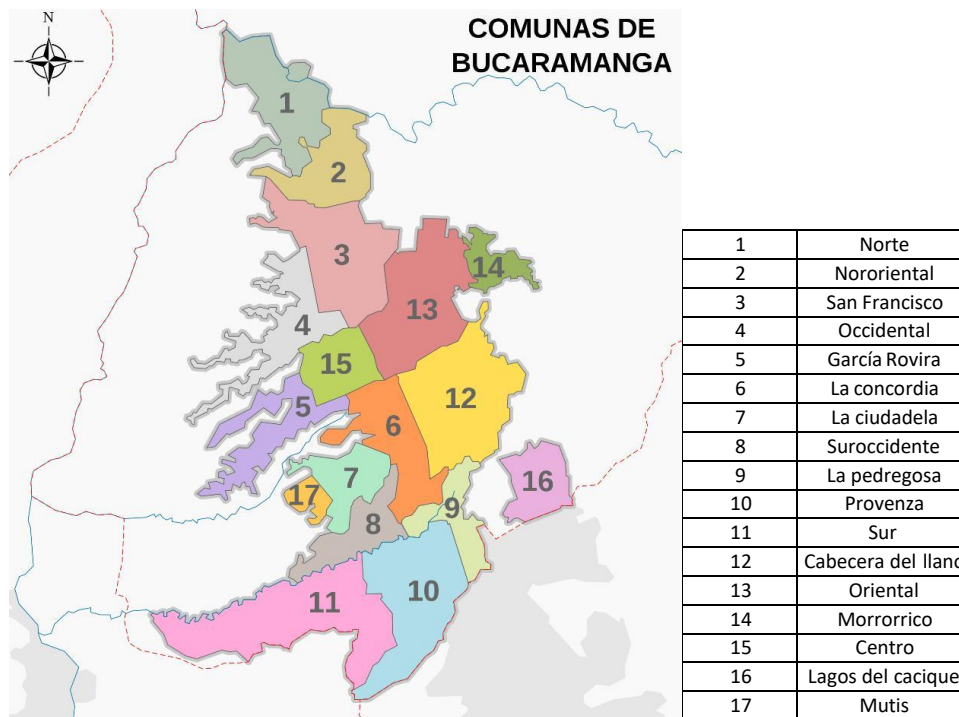 N
COMUNAS DE
BUCARAMANGA
1
2
3
14
13
4
15
12
5
6
7
16
17
9
8
10
11
1 Norte
2 Nororiental
3 San Francisco
4 Occidental
5 García Rovira
6 La concordia
7 La ciudadela
8 Suroccidente
9 La pedregosa
10 Provenza
11 Sur
12 Cabecera del llano
13 Oriental
14 Morrorrico
15 Centro
16 Lagos del cacique
17 Mutis